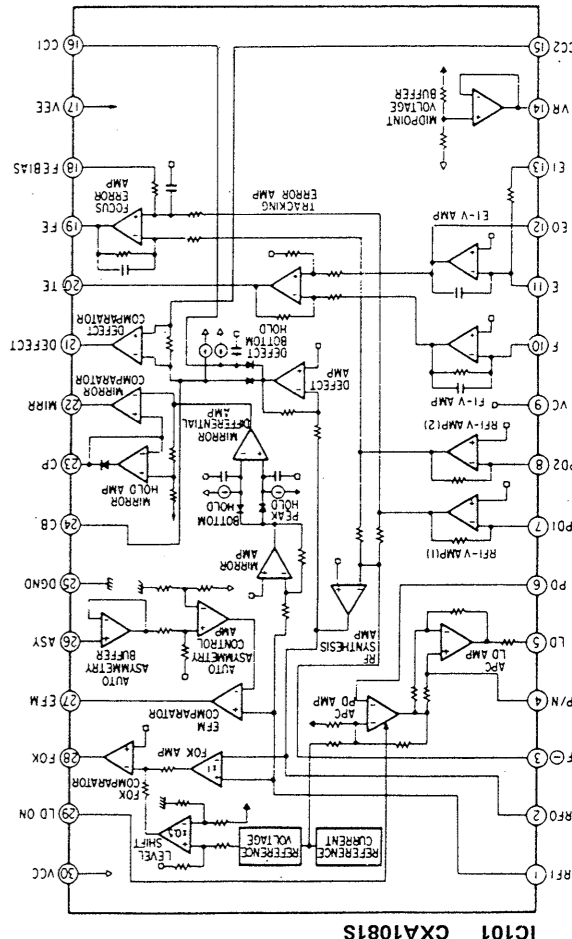 IC101 CXA1081S
RFI 1
30 VCC
REFERENCE
CURRENT
REFERENCE
VOLTAGE
LEVEL
SHIFT
×0.5
29 LD ON
RFO 2
FOK
COMPARATOR
28 FOK
F⊖ 3
×1
FOK AMP
P/N 4
APC
PD AMP
EFM
COMPARATOR
27 EFM
LD 5
APC
LD AMP
RF
SYNTHESIS
AMP
AUTO
ASYMMETRY
CONTROL
AMP
AUTO
ASYMMETRY
BUFFER
26 ASY
PD 6
25 DGND
PD1 7
RFI-V AMP(1)
MIRROR
AMP
24 CB
PD2 8
RFI-V AMP(2)
PEAK
HOLD
BOTTOM
HOLD
MIRROR
HOLD AMP
23 CP
VC 9
MIRROR
DIFFERENTIAL
AMP
MIRROR
COMPARATOR
22 MIRR
F 10
FI-V AMP
DEFECT
AMP
DEFECT
BOTTOM
HOLD
DEFECT
COMPARATOR
21 DEFECT
E 11
20 TE
EO 12
EI-V AMP
TRACKING
ERROR AMP
19 FE
EI 13
FOCUS
ERROR
AMP
18 FEBIAS
VR 14
MIDPOINT
VOLTAGE
BUFFER
17 VEE
CC2 15
16 CC1